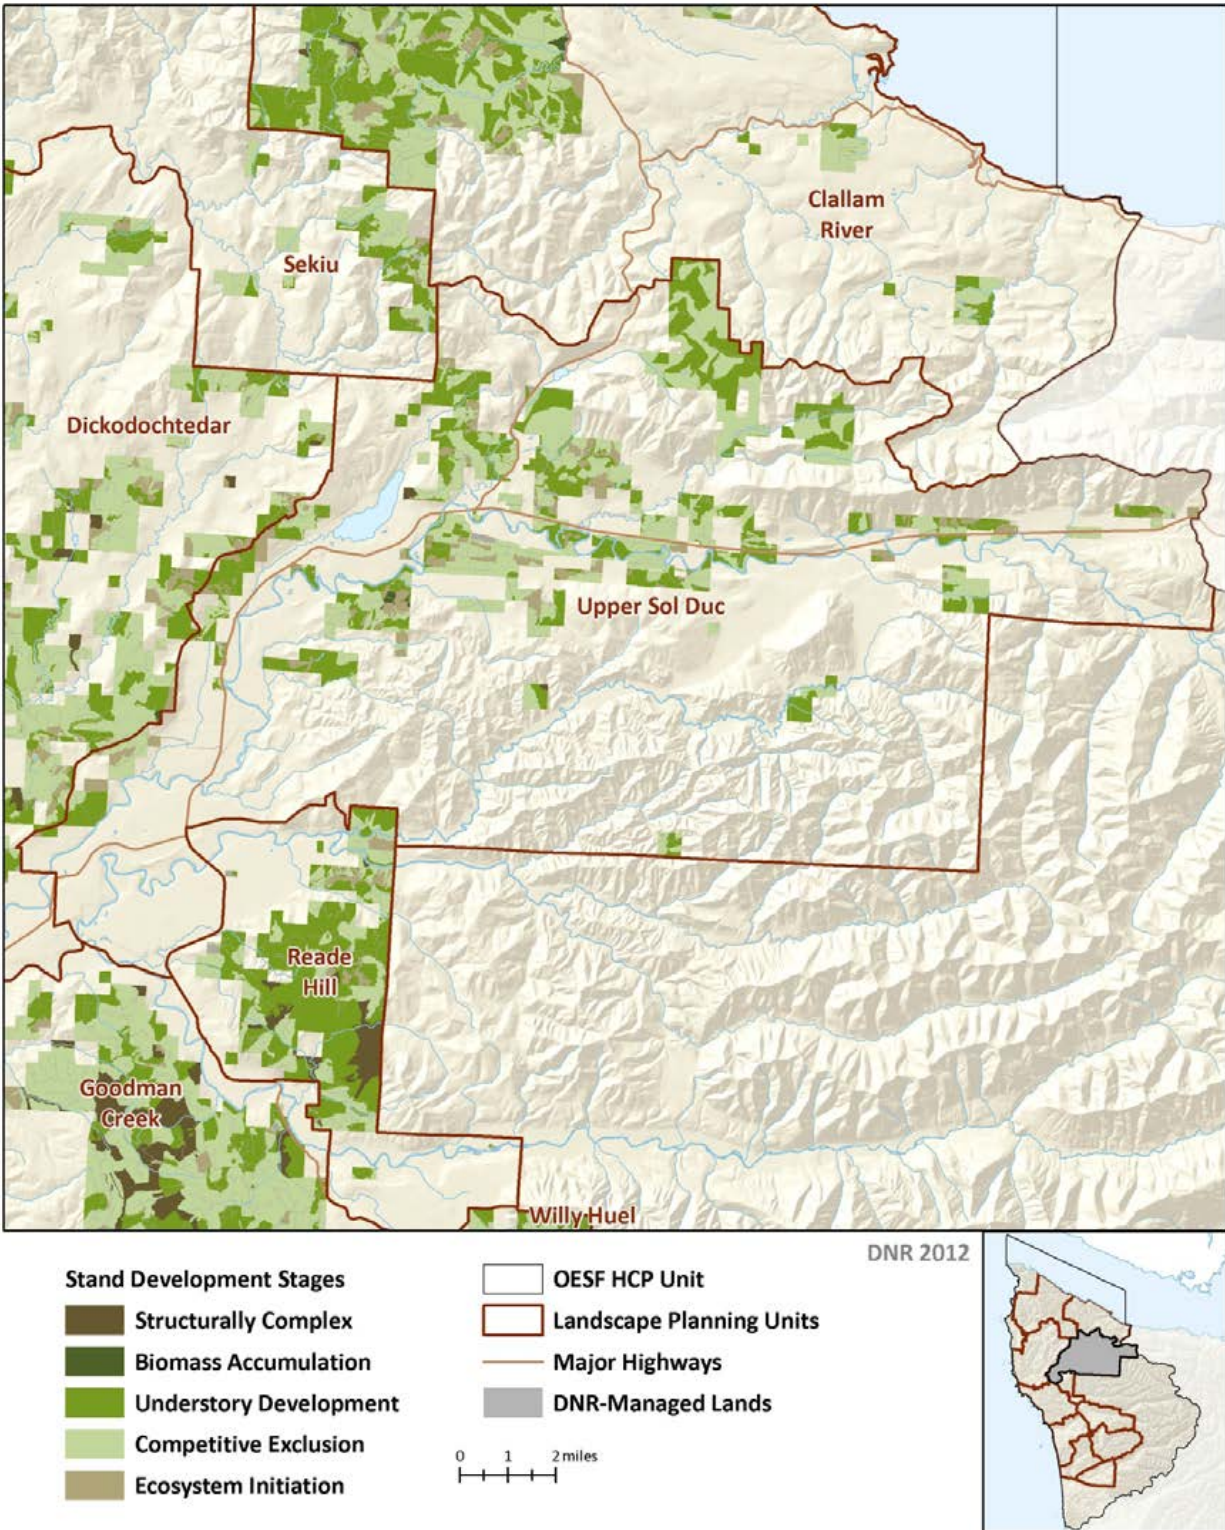 Clallam
River
Sekiu
Dickodochtedar
Upper Sol Duc
Reade
Hill
Goodman
Creek
Willy Huel
DNR 2012
Stand Development Stages
Structurally Complex
Biomass Accumulation
Understory Development
Competitive Exclusion
Ecosystem Initiation
OESF HCP Unit
Landscape Planning Units
Major Highways
DNR-Managed Lands
0 1 2 miles